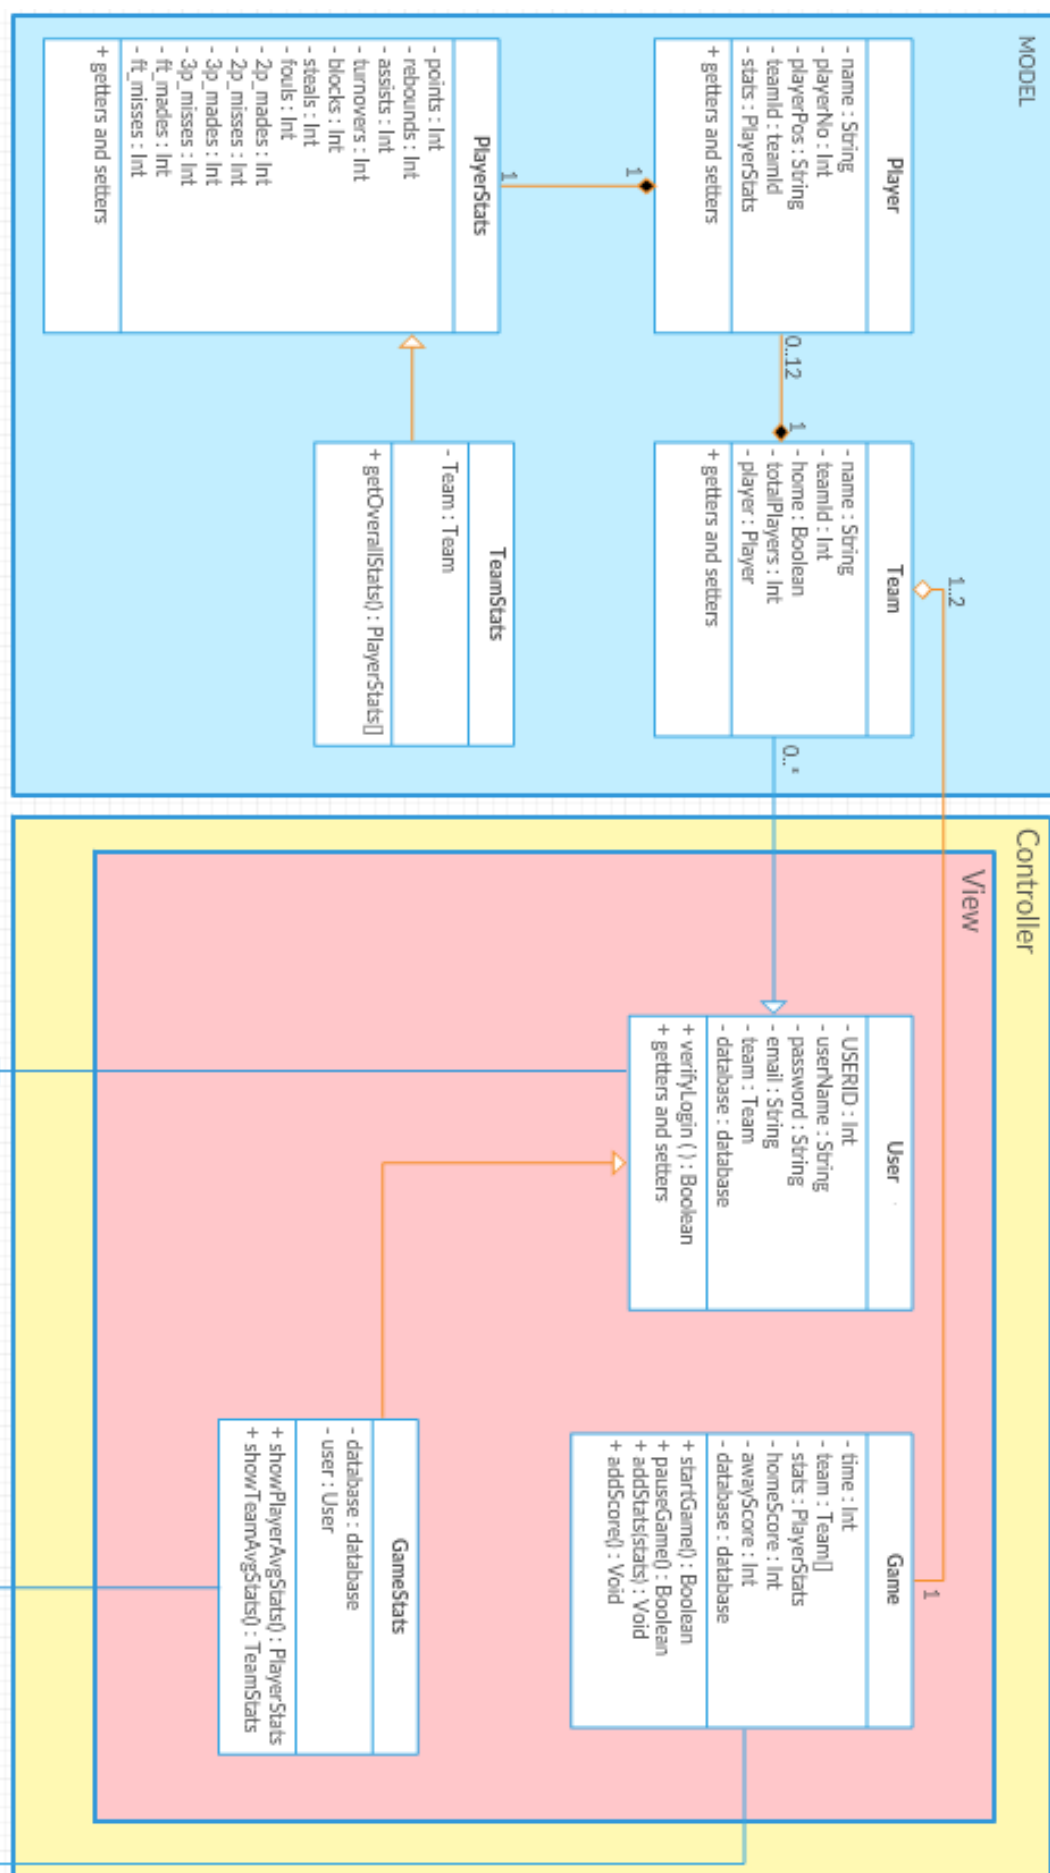 MODEL
Player
- name : String
- playerNo : Int
- playerPos : String
- teamId : teamId
- stats : PlayerStats
+ getters and setters
0..12
1
Team
- name : String
- teamId : Int
- home : Boolean
- totalPlayers : Int
- player : Player
+ getters and setters
1..2
0..*
1
1
PlayerStats
- points : Int
- rebounds : Int
- assists : Int
- turnovers : Int
- blocks : Int
- steals : Int
- fouls : Int
- 2p_mades : Int
- 2p_misses : Int
- 3p_mades : Int
- 3p_misses : Int
- ft_mades : Int
- ft_misses : Int
+ getters and setters
TeamStats
- Team : Team
+ getOverallStats() : PlayerStats[]
Controller
View
User
- USERID : Int
- userName : String
- password : String
- email : String
- team : Team
- database : database
+ verifyLogin ( ) : Boolean
+ getters and setters
1
Game
- time : Int
- team : Team[]
- stats : PlayerStats
- homeScore : Int
- awayScore : Int
- database : database
+ startGame() : Boolean
+ pauseGame() : Boolean
+ addStats(stats) : Void
+ addScore() : Void
GameStats
- database : database
- user : User
+ showPlayerAvgStats() : PlayerStats
+ showTeamAvgStats() : TeamStats